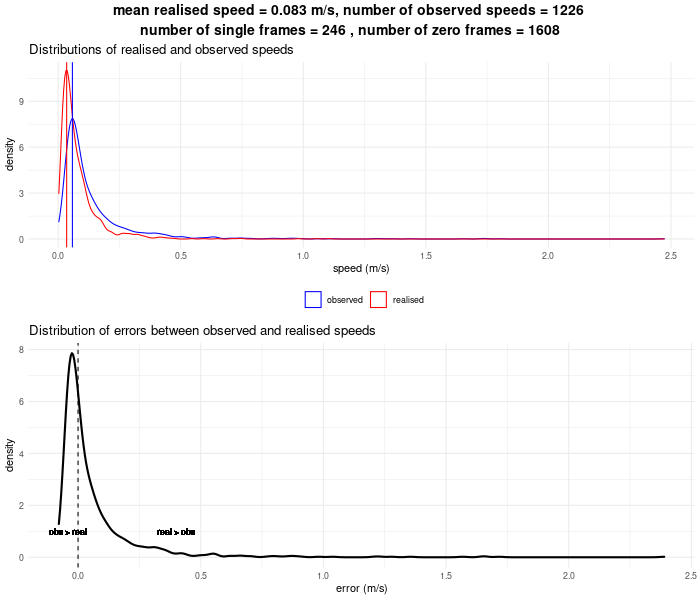 mean realised speed = 0.083 m/s, number of observed speeds = 1226
number of single frames = 246 , number of zero frames = 1608
Distributions of realised and observed speeds
density
9
6
3
0
0.0 0.5 1.0 1.5 2.0 2.5
speed (m/s)
observed realised
Distribution of errors between observed and realised speeds
density
8
6
4
2
0
obs > real real > obs
0.0 0.5 1.0 1.5 2.0 2.5
error (m/s)